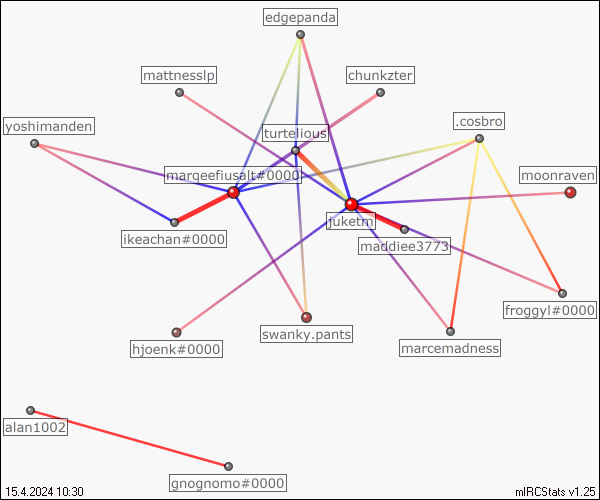 edgepanda
mattnesslp
chunkzter
yoshimanden
turtelious
.cosbro
marqeefiusalt#0000
moonraven
juketm
ikeachan#0000
maddiee3773
froggyl#0000
swanky.pants
hjoenk#0000
marcemadness
alan1002
gnognomo#0000
15.4.2024 10:30
mIRCStats v1.25